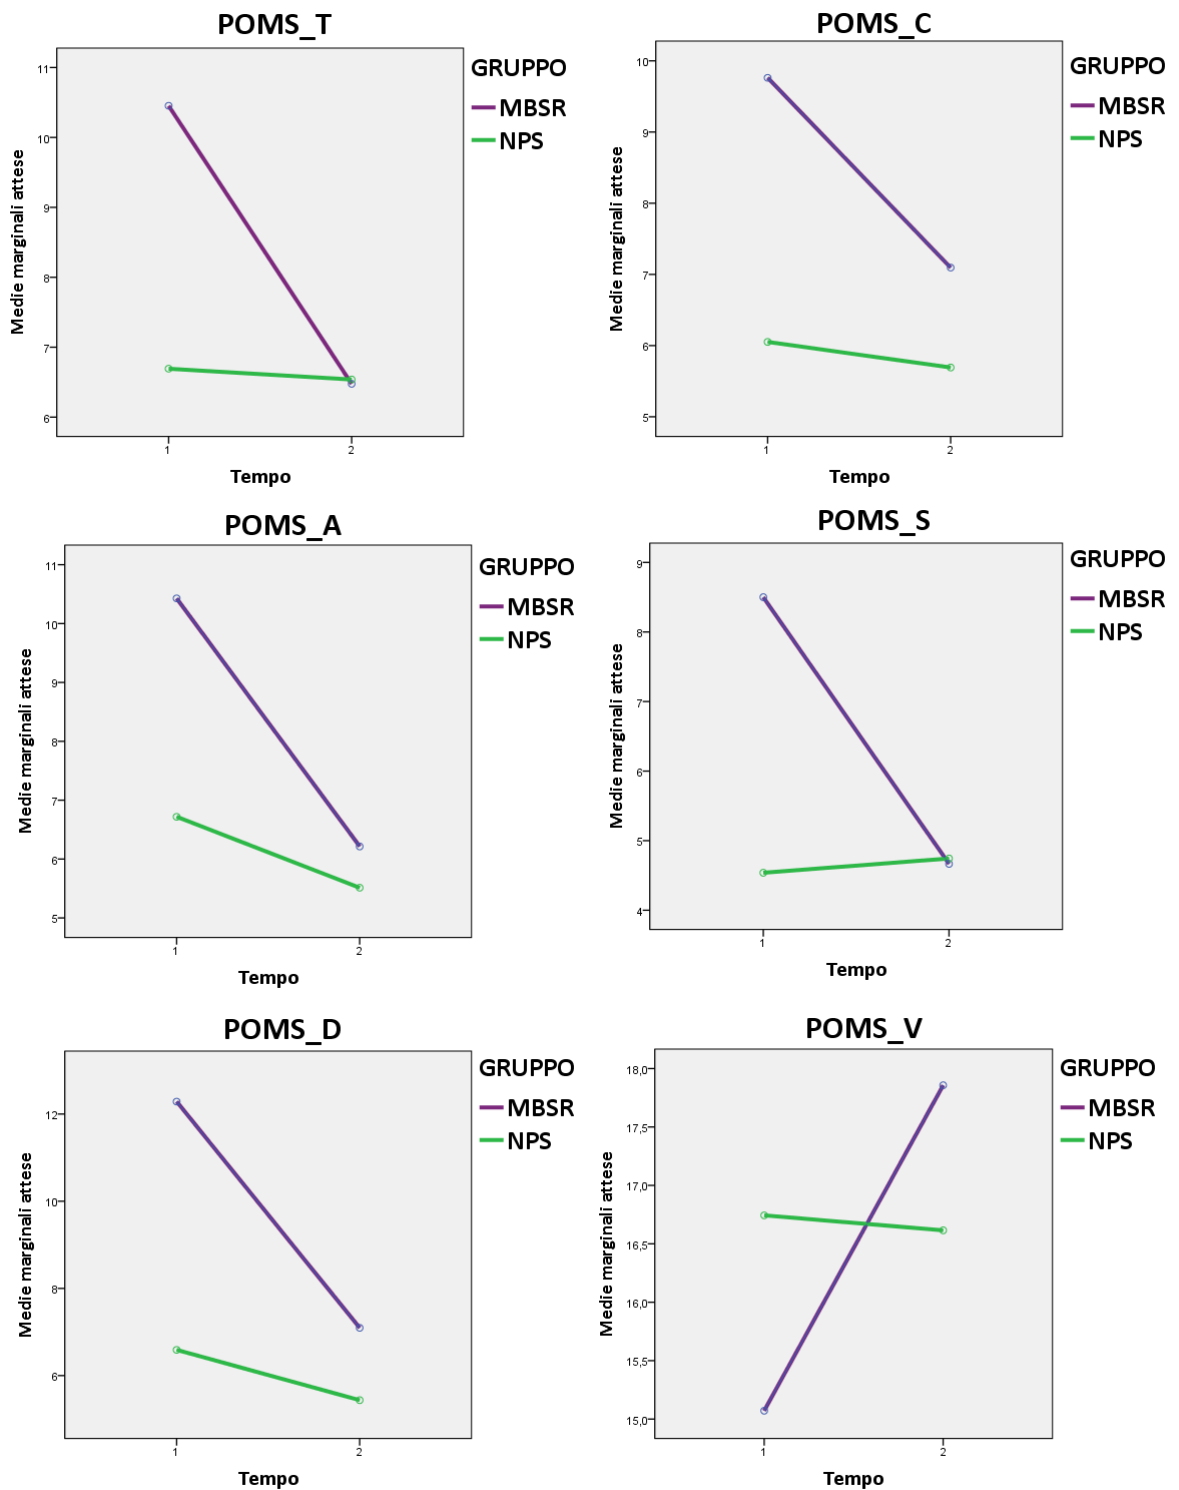 POMS_T
GRUPPO
MBSR
NPS
Medie marginali attese
11
10
9
8
7
6
1
2
Tempo
POMS_C
GRUPPO
MBSR
NPS
Medie marginali attese
10
9
8
7
6
5
1
2
Tempo
POMS_A
GRUPPO
MBSR
NPS
Medie marginali attese
11
10
9
8
7
6
5
1
2
Tempo
POMS_S
GRUPPO
MBSR
NPS
Medie marginali attese
9
8
7
6
5
4
1
2
Tempo
POMS_D
GRUPPO
MBSR
NPS
Medie marginali attese
12
10
8
6
1
2
Tempo
POMS_V
GRUPPO
MBSR
NPS
Medie marginali attese
18,0
17,5
17,0
16,5
16,0
15,5
15,0
1
2
Tempo